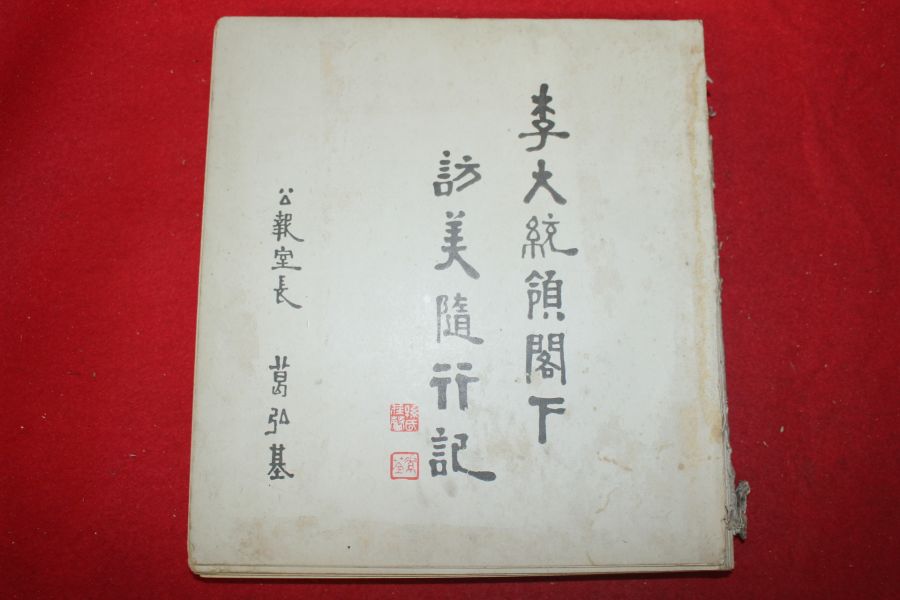 李大統領閣下
訪美隨行記
公報室長 葛弘基